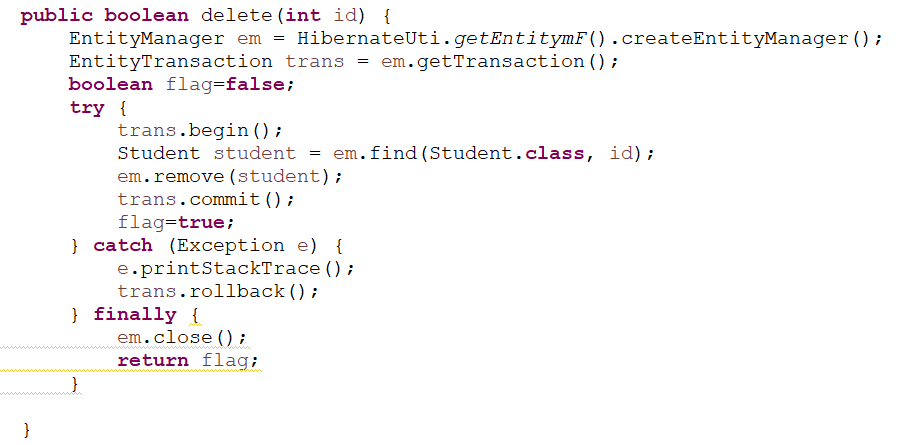 public boolean delete(int id) {
    EntityManager em = HibernateUti.getEntitymF().createEntityManager();
    EntityTransaction trans = em.getTransaction();
    boolean flag=false;
    try {
        trans.begin();
        Student student = em.find(Student.class, id);
        em.remove(student);
        trans.commit();
        flag=true;
    } catch (Exception e) {
        e.printStackTrace();
        trans.rollback();
    } finally {
        em.close();
        return flag;
    }
}